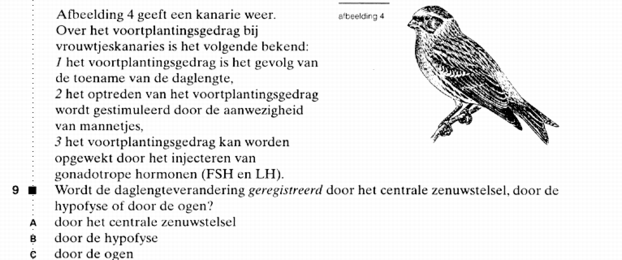 Afbeelding 4 geeft een kanarie weer.
afbeelding 4
Over het voortplantingsgedrag bij
vrouwtjeskanaries is het volgende bekend:
1 het voortplantingsgedrag is het gevolg van
de toename van de daglengte,
2 het optreden van het voortplantingsgedrag
wordt gestimuleerd door de aanwezigheid
van mannetjes,
3 het voortplantingsgedrag kan worden
opgewekt door het injecteren van
gonadotrope hormonen (FSH en LH).
9 ■ Wordt de daglengteverandering geregistreerd door het centrale zenuwstelsel, door de
hypofyse of door de ogen?
A door het centrale zenuwstelsel
B door de hypofyse
C door de ogen